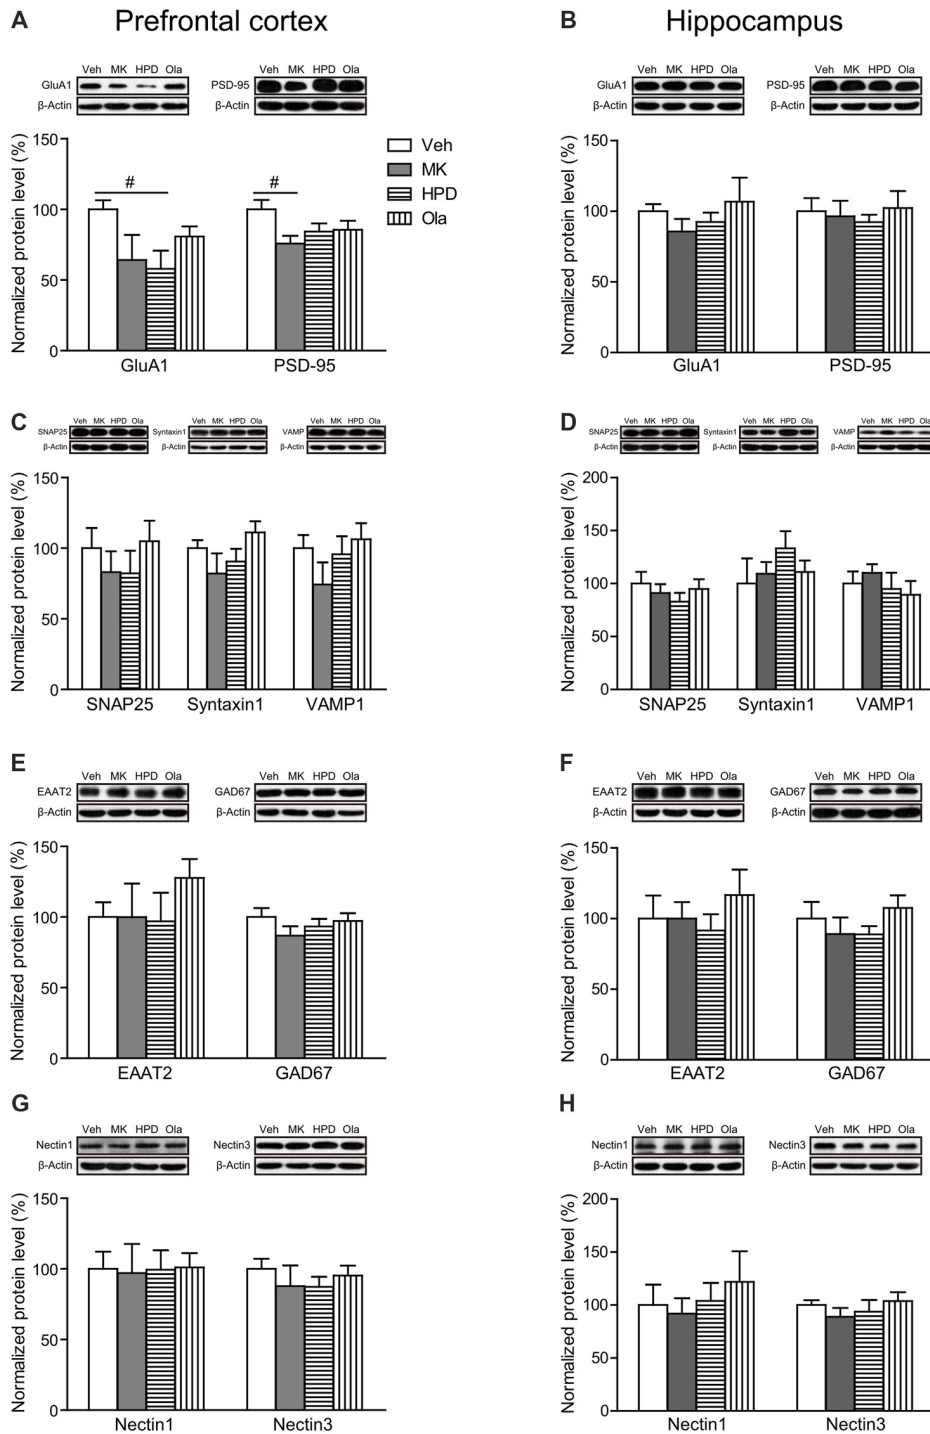 A Prefrontal cortex
B Hippocampus
Veh MK HPD Ola
Veh MK HPD Ola
GluA1
PSD-95
β-Actin
β-Actin
Normalized protein level (%)
150
100
50
0
# #
Veh
MK
HPD
Ola
GluA1 PSD-95
Veh MK HPD Ola
Veh MK HPD Ola
GluA1
PSD-95
β-Actin
β-Actin
Normalized protein level (%)
150
100
50
0
GluA1 PSD-95
C
Veh MK HPD Ola
Veh MK HPD Ola
Veh MK HPD Ola
SNAP25
Syntaxin1
VAMP
β-Actin
β-Actin
β-Actin
Normalized protein level (%)
150
100
50
0
SNAP25 Syntaxin1 VAMP1
D
Veh MK HPD Ola
Veh MK HPD Ola
Veh MK HPD Ola
SNAP25
Syntaxin1
VAMP
β-Actin
β-Actin
β-Actin
Normalized protein level (%)
200
150
100
50
0
SNAP25 Syntaxin1 VAMP1
E
Veh MK HPD Ola
Veh MK HPD Ola
EAAT2
GAD67
β-Actin
β-Actin
Normalized protein level (%)
150
100
50
0
EAAT2 GAD67
F
Veh MK HPD Ola
Veh MK HPD Ola
EAAT2
GAD67
β-Actin
β-Actin
Normalized protein level (%)
150
100
50
0
EAAT2 GAD67
G
Veh MK HPD Ola
Veh MK HPD Ola
Nectin1
Nectin3
β-Actin
β-Actin
Normalized protein level (%)
150
100
50
0
Nectin1 Nectin3
H
Veh MK HPD Ola
Veh MK HPD Ola
Nectin1
Nectin3
β-Actin
β-Actin
Normalized protein level (%)
200
150
100
50
0
Nectin1 Nectin3